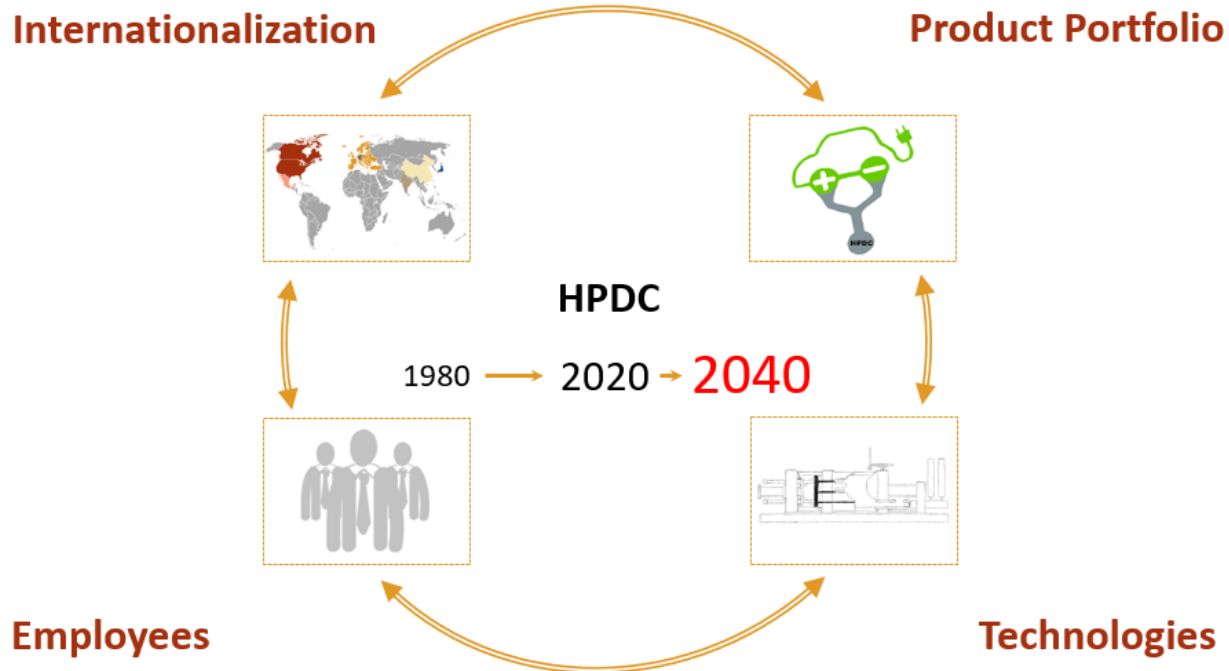 Internationalization
Product Portfolio
+
−
HPDC
HPDC
1980
2020
2040
Employees
Technologies